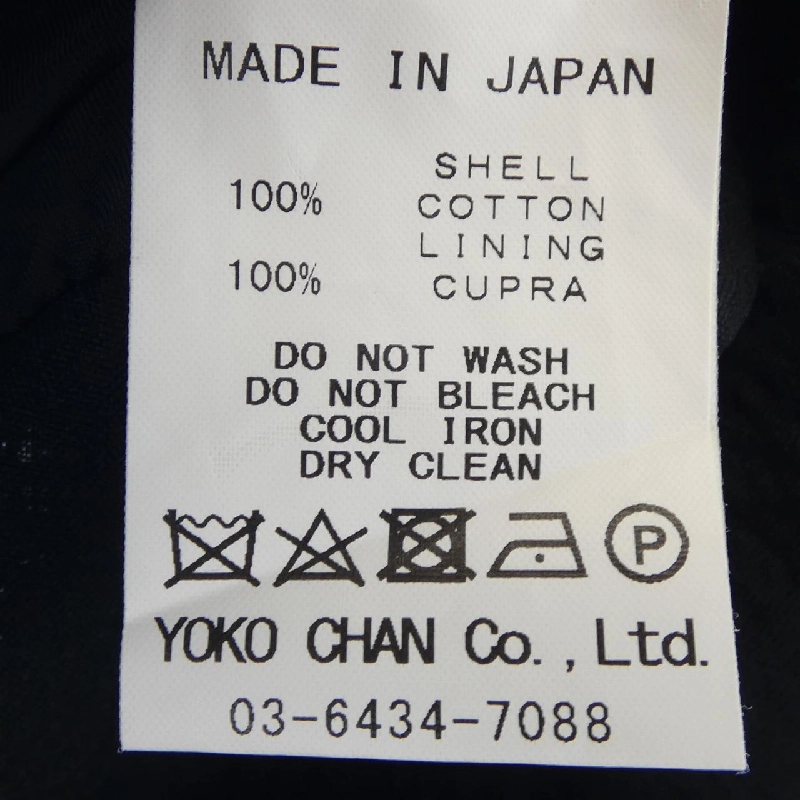 MADE IN JAPAN
SHELL
100% COTTON
LINING
100% CUPRA
DO NOT WASH
DO NOT BLEACH
COOL IRON
DRY CLEAN
P
YOKO CHAN Co.,Ltd.
03-6434-7088